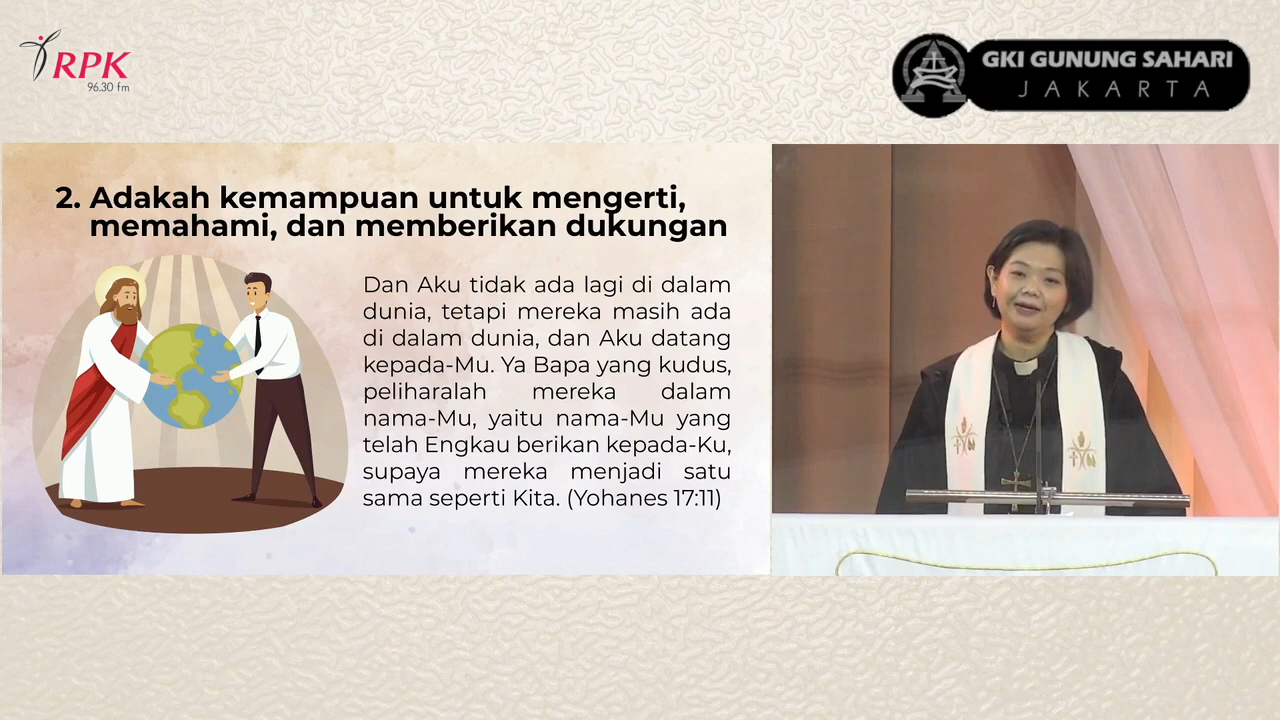 RPK
96.30 fm
GKI GUNUNG SAHARI
JAKARTA
2. Adakah kemampuan untuk mengerti,
memahami, dan memberikan dukungan
Dan Aku tidak ada lagi di dalam
dunia, tetapi mereka masih ada
di dalam dunia, dan Aku datang
kepada-Mu. Ya Bapa yang kudus,
peliharalah mereka dalam
nama-Mu, yaitu nama-Mu yang
telah Engkau berikan kepada-Ku,
supaya mereka menjadi satu
sama seperti Kita. (Yohanes 17:11)